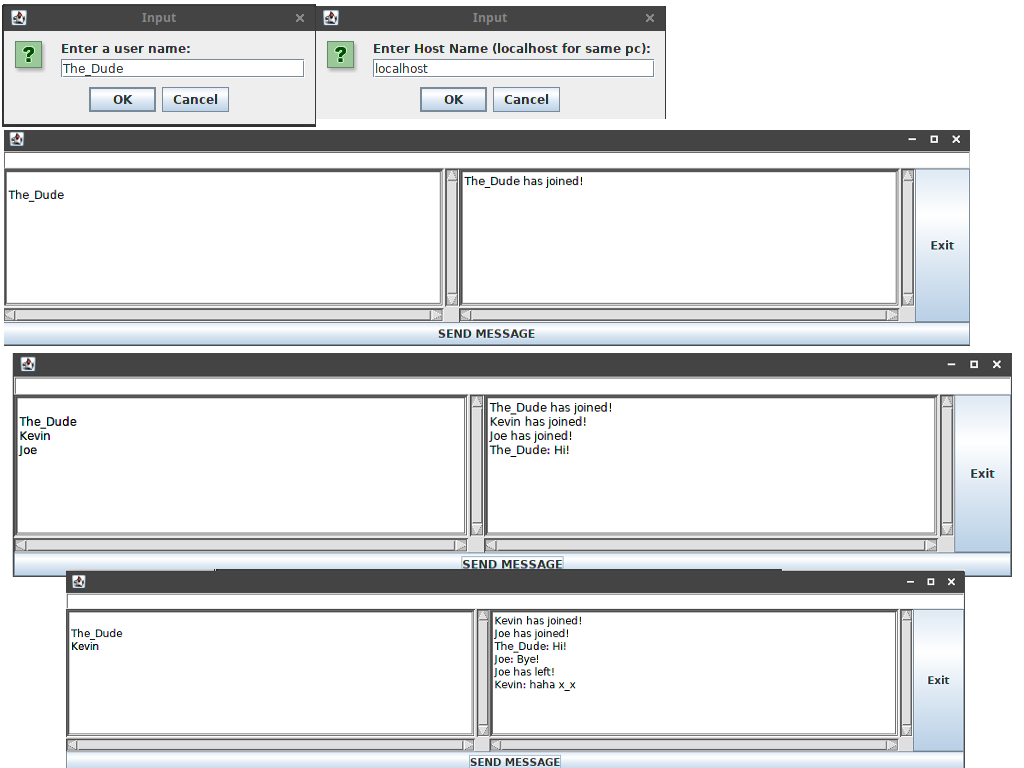 Input
Enter a user name:
The_Dude
OK Cancel
Input
Enter Host Name (localhost for same pc):
localhost
OK Cancel
The_Dude
The_Dude has joined!
Exit
SEND MESSAGE
The_Dude
Kevin
Joe
The_Dude has joined!
Kevin has joined!
Joe has joined!
The_Dude: Hi!
Exit
SEND MESSAGE
The_Dude
Kevin
Kevin has joined!
Joe has joined!
The_Dude: Hi!
Joe: Bye!
Joe has left!
Kevin: haha x_x
Exit
SEND MESSAGE